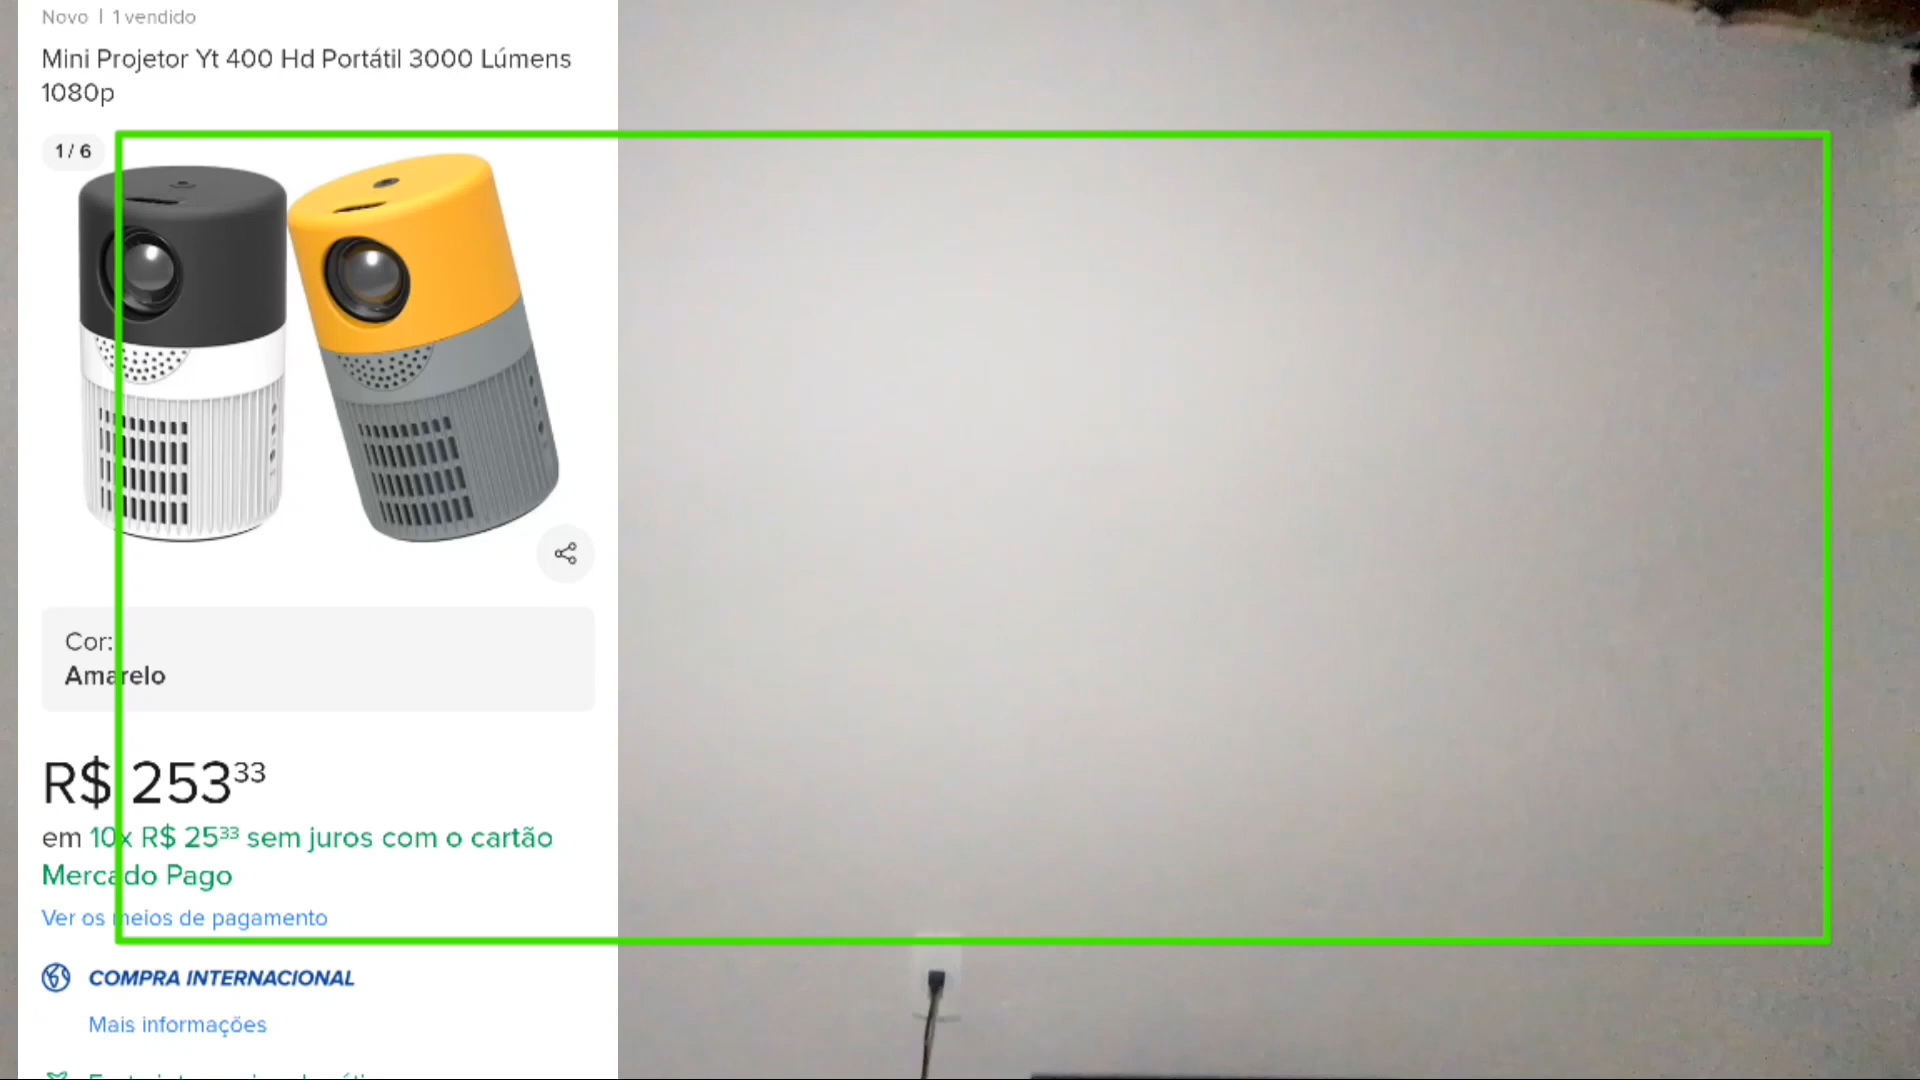 Novo | 1 vendido
Mini Projetor Yt 400 Hd Portátil 3000 Lúmens
1080p
1 / 6
Cor:
Amarelo
R$ 253³³
em 10x R$ 25³³ sem juros com o cartão
Mercado Pago
Ver os meios de pagamento
COMPRA INTERNACIONAL
Mais informações